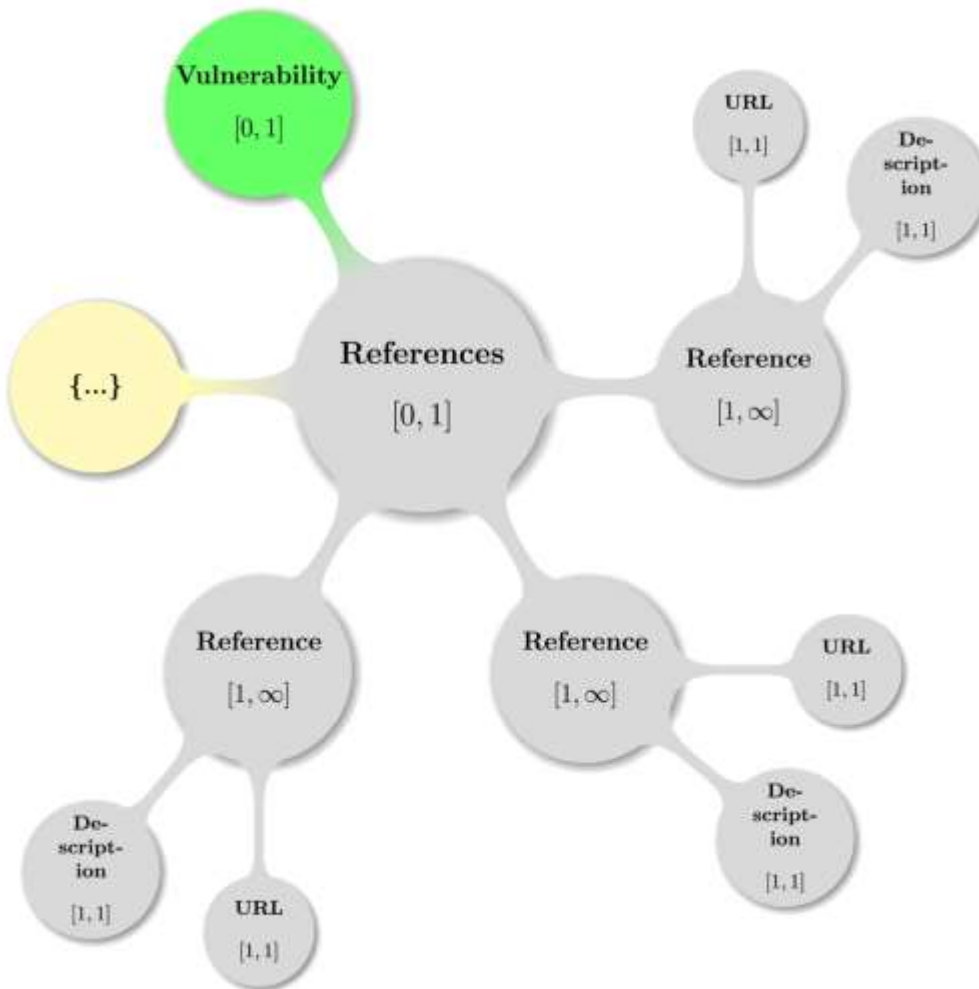 Vulnerability
[0, 1]
URL
[1, 1]
De-
script-
ion
[1, 1]
{...}
References
[0, 1]
Reference
[1, ∞]
Reference
[1, ∞]
Reference
[1, ∞]
URL
[1, 1]
De-
script-
ion
[1, 1]
De-
script-
ion
[1, 1]
URL
[1, 1]